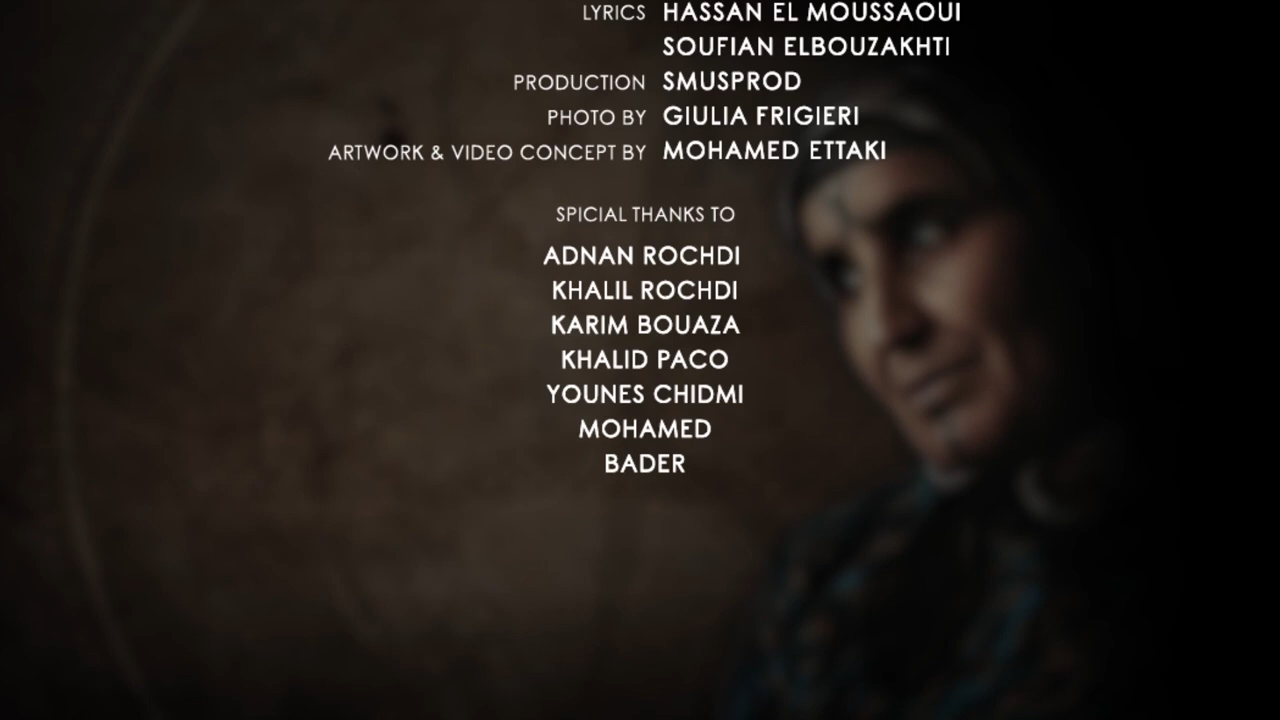 LYRICS HASSAN EL MOUSSAOUI
SOUFIAN ELBOUZAKHTI
PRODUCTION SMUSPROD
PHOTO BY GIULIA FRIGIERI
ARTWORK & VIDEO CONCEPT BY MOHAMED ETTAKI
SPICIAL THANKS TO
ADNAN ROCHDI
KHALIL ROCHDI
KARIM BOUAZA
KHALID PACO
YOUNES CHIDMI
MOHAMED
BADER